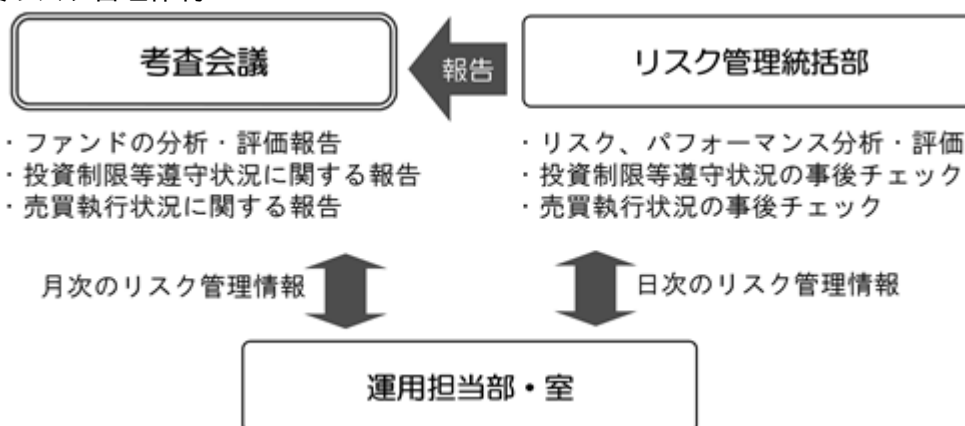 考査会議
報告
リスク管理統括部
・ファンドの分析・評価報告
・投資制限等遵守状況に関する報告
・売買執行状況に関する報告
・リスク、パフォーマンス分析・評価
・投資制限等遵守状況の事後チェック
・売買執行状況の事後チェック
月次のリスク管理情報
日次のリスク管理情報
運用担当部・室